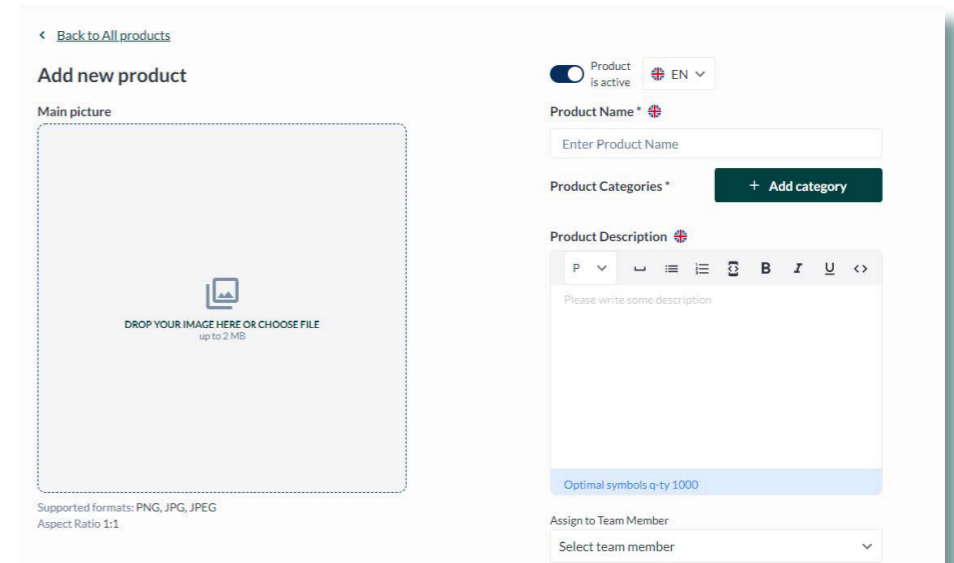 Back to All products
Add new product
Main picture
DROP YOUR IMAGE HERE OR CHOOSE FILE
up to 2 MB
Supported formats: PNG, JPG, JPEG
Aspect Ratio 1:1
Product
is active
EN
Product Name *
Enter Product Name
Product Categories *
+ Add category
Product Description
P
B I U <>
Please write some description
Optimal symbols q-ty 1000
Assign to Team Member
Select team member